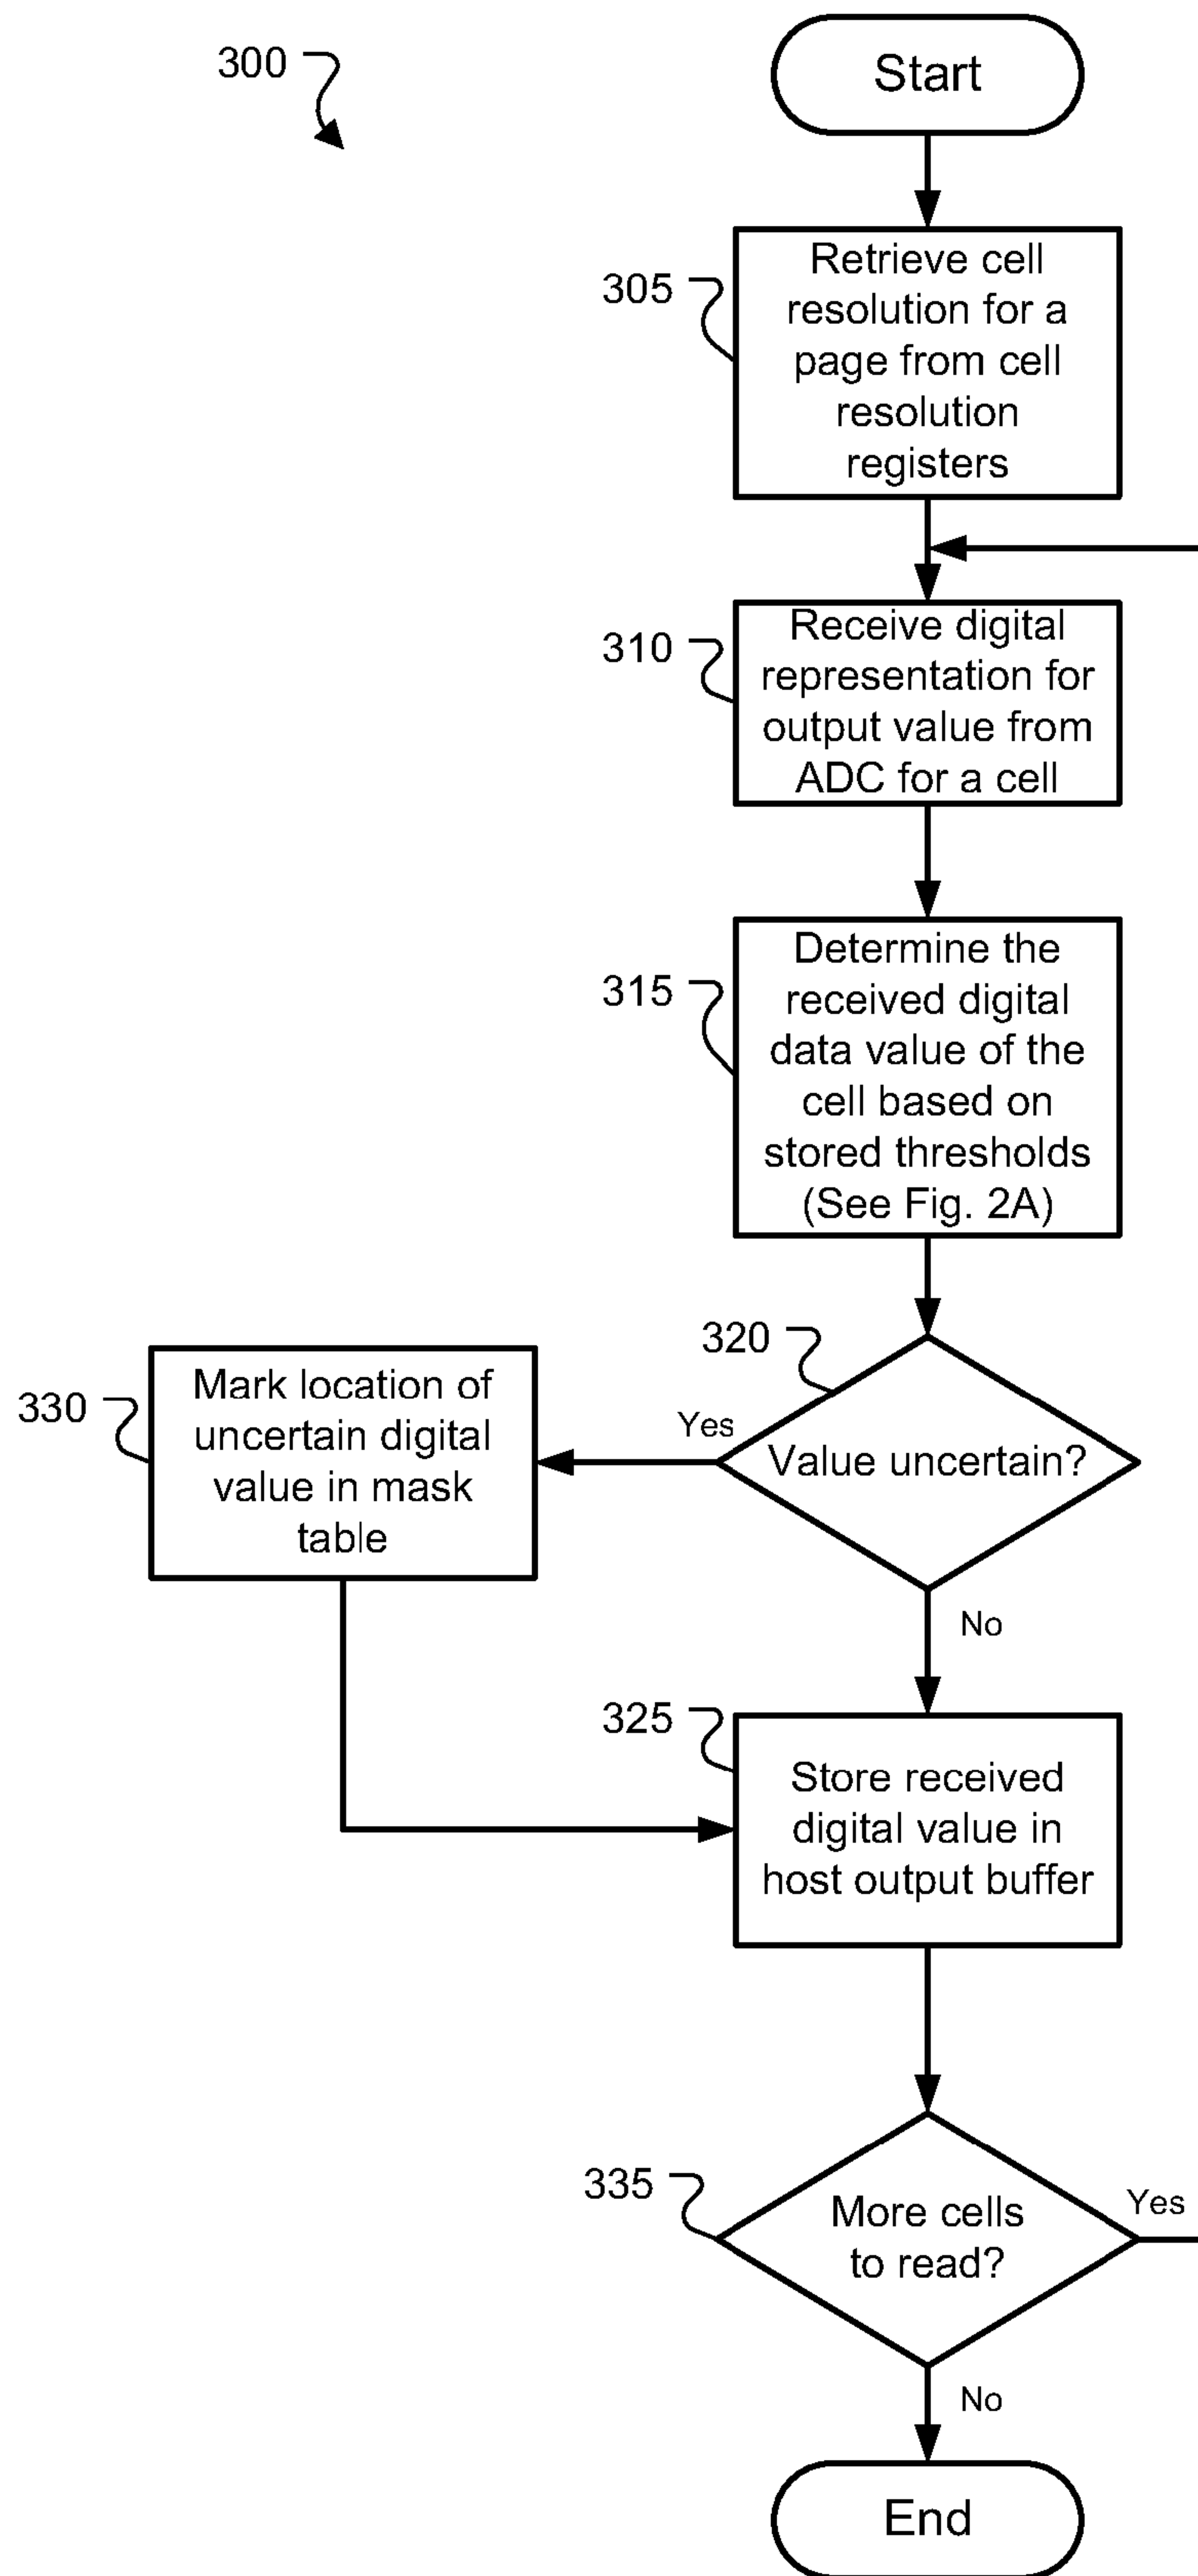 300
Start
305
Retrieve cell
resolution for a
page from cell
resolution
registers
310
Receive digital
representation for
output value from
ADC for a cell
315
Determine the
received digital
data value of the
cell based on
stored thresholds
(See Fig. 2A)
320
Value uncertain?
Yes
330
Mark location of
uncertain digital
value in mask
table
No
325
Store received
digital value in
host output buffer
335
More cells
to read?
Yes
No
End